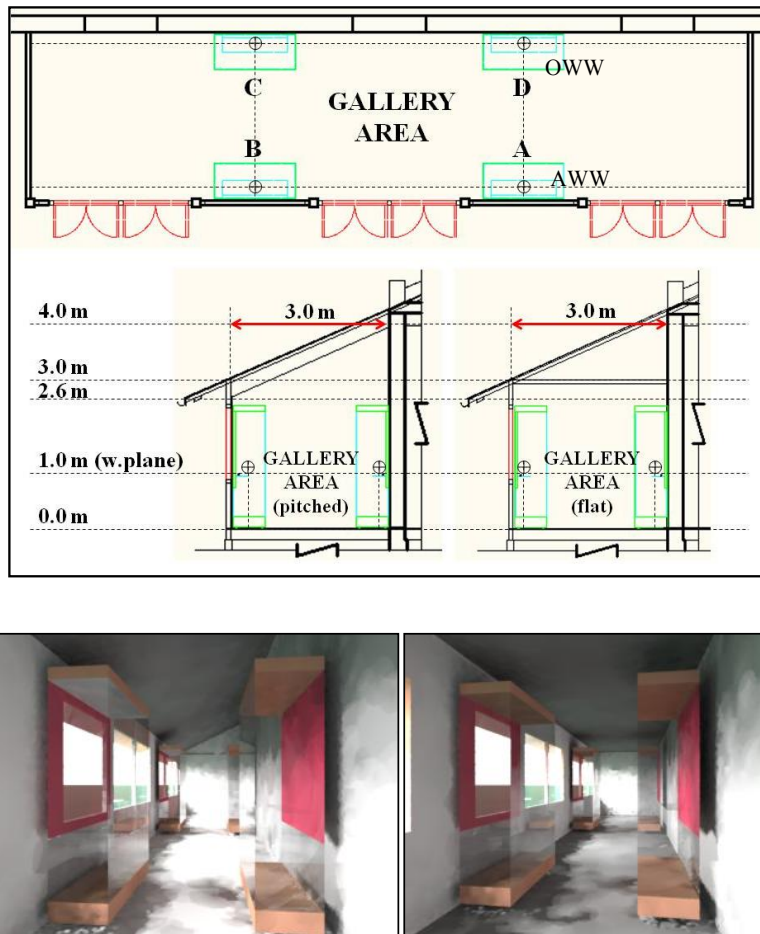 OWW
C
D
GALLERY
AREA
B
A
AWW
4.0 m
3.0 m
3.0 m
3.0 m
2.6 m
1.0 m (w.plane)
GALLERY
AREA
(pitched)
GALLERY
AREA
(flat)
0.0 m